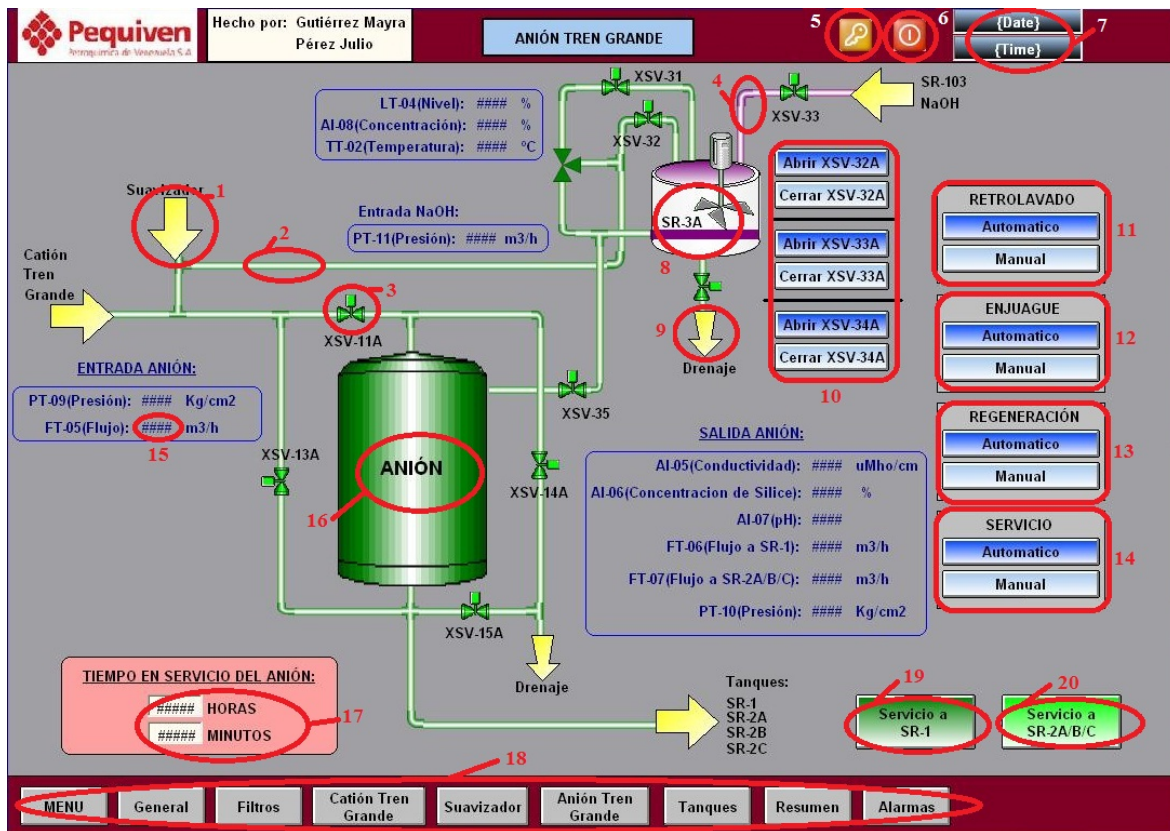 Pequiven
Petroquímica de Venezuela S.A
Hecho por: Gutiérrez Mayra
Pérez Julio
ANIÓN TREN GRANDE
5
6
{Date}
{Time}
7
LT-04(Nivel): #### %
AI-08(Concentración): #### %
TT-02(Temperatura): #### ºC
XSV-31
XSV-32
4
XSV-33
SR-103
NaOH
Suavizador
1
Entrada NaOH:
PT-11(Presión): #### m3/h
SR-3A
8
Abrir XSV-32A
Cerrar XSV-32A
Abrir XSV-33A
Cerrar XSV-33A
Abrir XSV-34A
Cerrar XSV-34A
10
RETROLAVADO
Automatico
Manual
11
2
Catión
Tren
Grande
3
XSV-11A
9
Drenaje
ENJUAGUE
Automatico
Manual
12
ENTRADA ANIÓN:
PT-09(Presión): #### Kg/cm2
FT-05(Flujo): #### m3/h
15
XSV-35
REGENERACIÓN
Automatico
Manual
13
XSV-13A
ANIÓN
16
XSV-14A
SALIDA ANIÓN:
AI-05(Conductividad): #### uMho/cm
AI-06(Concentracion de Silice): #### %
AI-07(pH): ####
FT-06(Flujo a SR-1): #### m3/h
FT-07(Flujo a SR-2A/B/C): #### m3/h
PT-10(Presión): #### Kg/cm2
SERVICIO
Automatico
Manual
14
XSV-15A
Drenaje
TIEMPO EN SERVICIO DEL ANIÓN:
##### HORAS
##### MINUTOS
17
Tanques:
SR-1
SR-2A
SR-2B
SR-2C
19
Servicio a
SR-1
20
Servicio a
SR-2A/B/C
18
MENU
General
Filtros
Catión Tren
Grande
Suavizador
Anión Tren
Grande
Tanques
Resumen
Alarmas